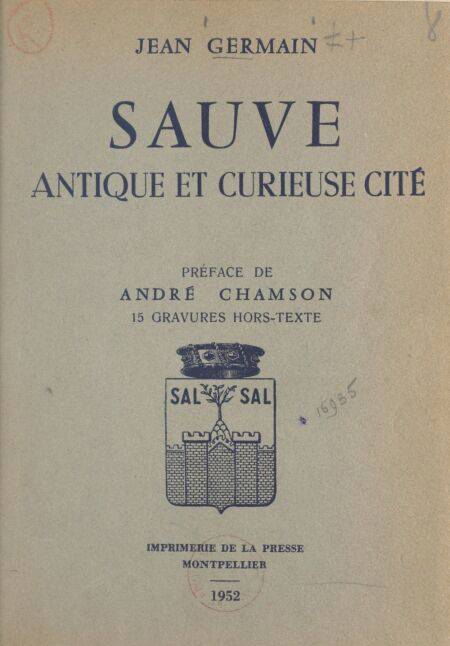 JEAN GERMAIN
SAUVE
ANTIQUE ET CURIEUSE CITÉ
PRÉFACE DE
ANDRÉ CHAMSON
15 GRAVURES HORS-TEXTE
SAL SAL
16935
IMPRIMERIE DE LA PRESSE
MONTPELLIER
1952